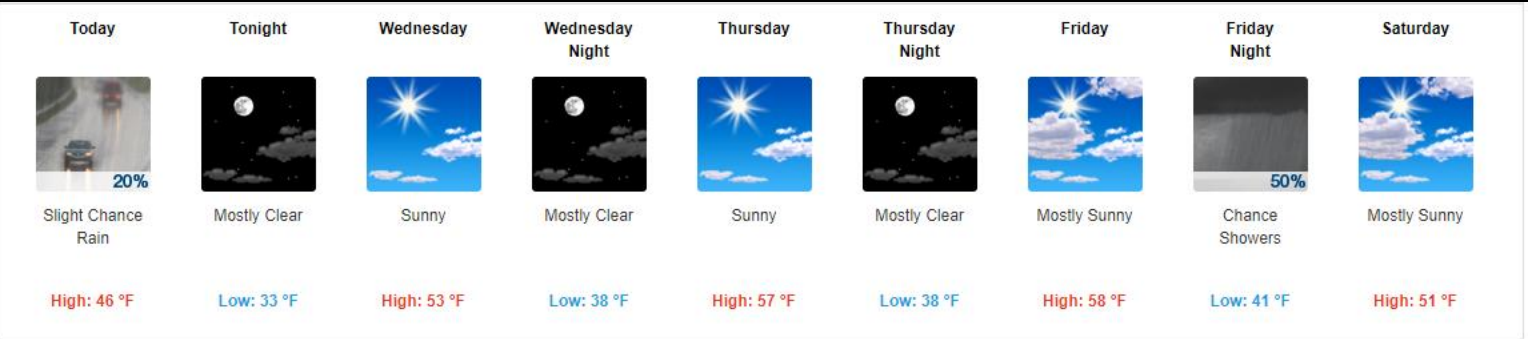 Today
Tonight
Wednesday
Wednesday
Night
Thursday
Thursday
Night
Friday
Friday
Night
Saturday
20%
50%
Slight Chance
Rain
Mostly Clear
Sunny
Mostly Clear
Sunny
Mostly Clear
Mostly Sunny
Chance
Showers
Mostly Sunny
High: 46 °F
Low: 33 °F
High: 53 °F
Low: 38 °F
High: 57 °F
Low: 38 °F
High: 58 °F
Low: 41 °F
High: 51 °F